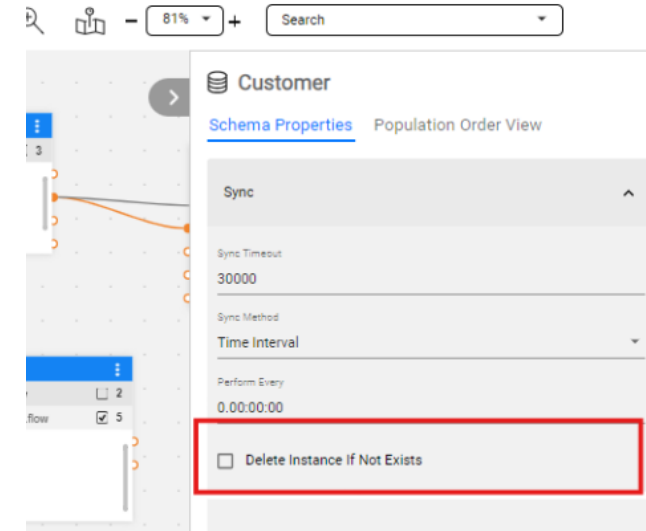 81%
Search
Customer
Schema Properties Population Order View
3
Sync
Sync Timeout
30000
Sync Method
Time Interval
Perform Every
0.00:00:00
2
flow 5
Delete Instance If Not Exists